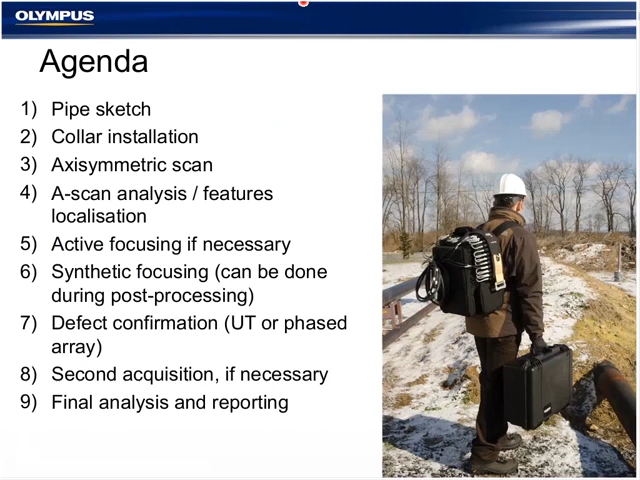 OLYMPUS
Agenda
1) Pipe sketch
2) Collar installation
3) Axisymmetric scan
4) A-scan analysis / features
localisation
5) Active focusing if necessary
6) Synthetic focusing (can be done
during post-processing)
7) Defect confirmation (UT or phased
array)
8) Second acquisition, if necessary
9) Final analysis and reporting